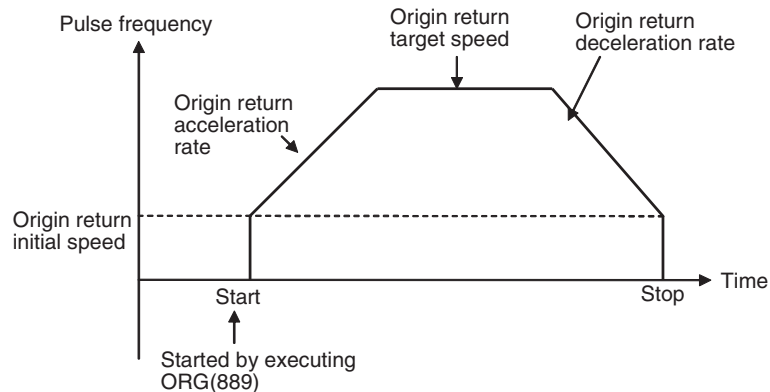 Pulse frequency
Origin return
target speed
Origin return
deceleration rate
Origin return
acceleration
rate
Origin return
initial speed
Time
Start
Stop
Started by executing
ORG(889)